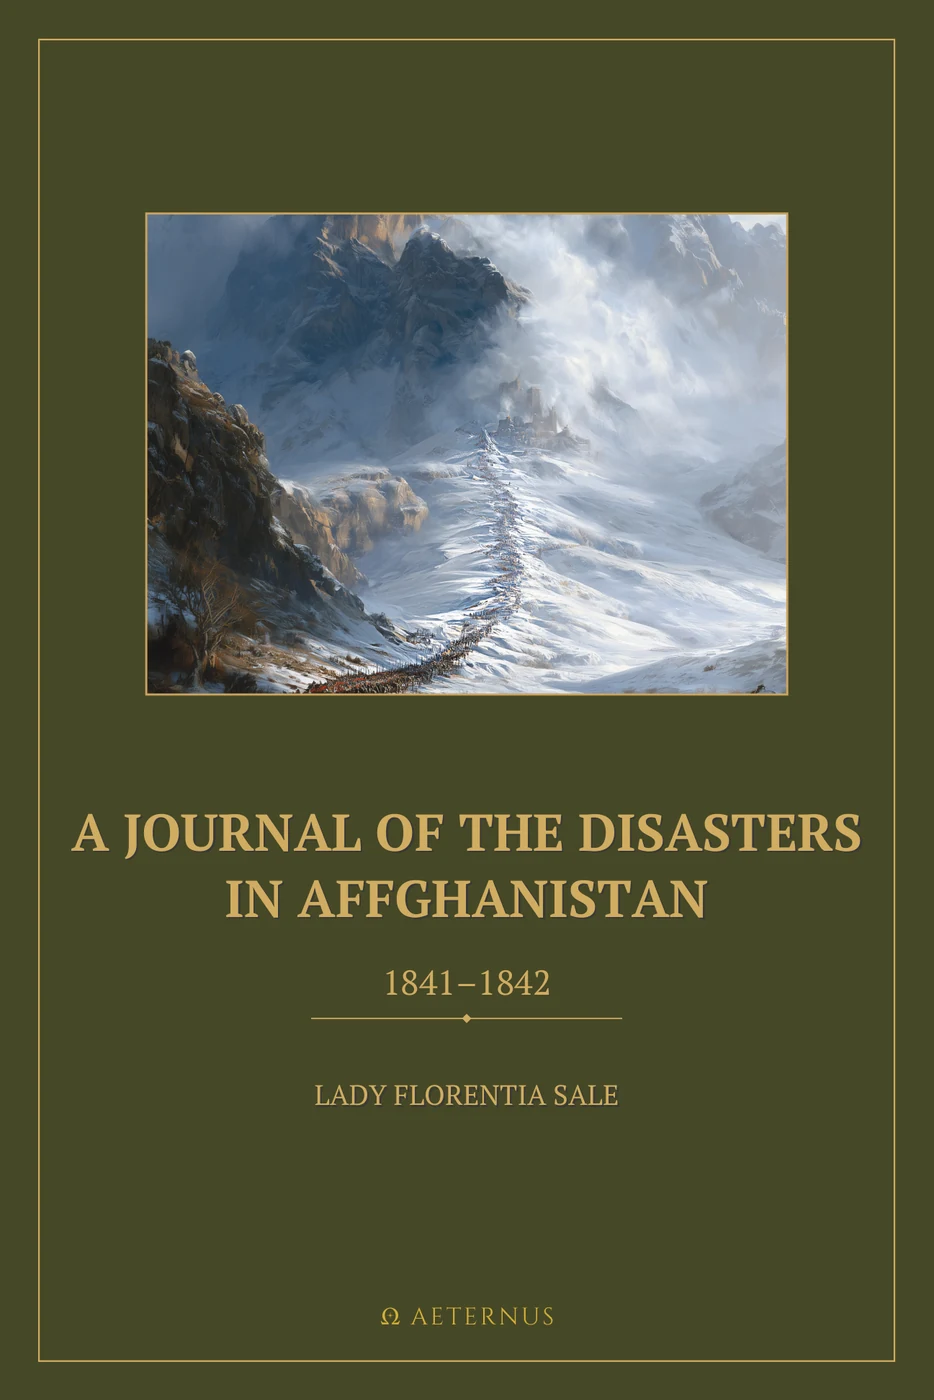 A JOURNAL OF THE DISASTERS
IN AFFGHANISTAN
1841–1842
LADY FLORENTIA SALE
Ω AETERNUS